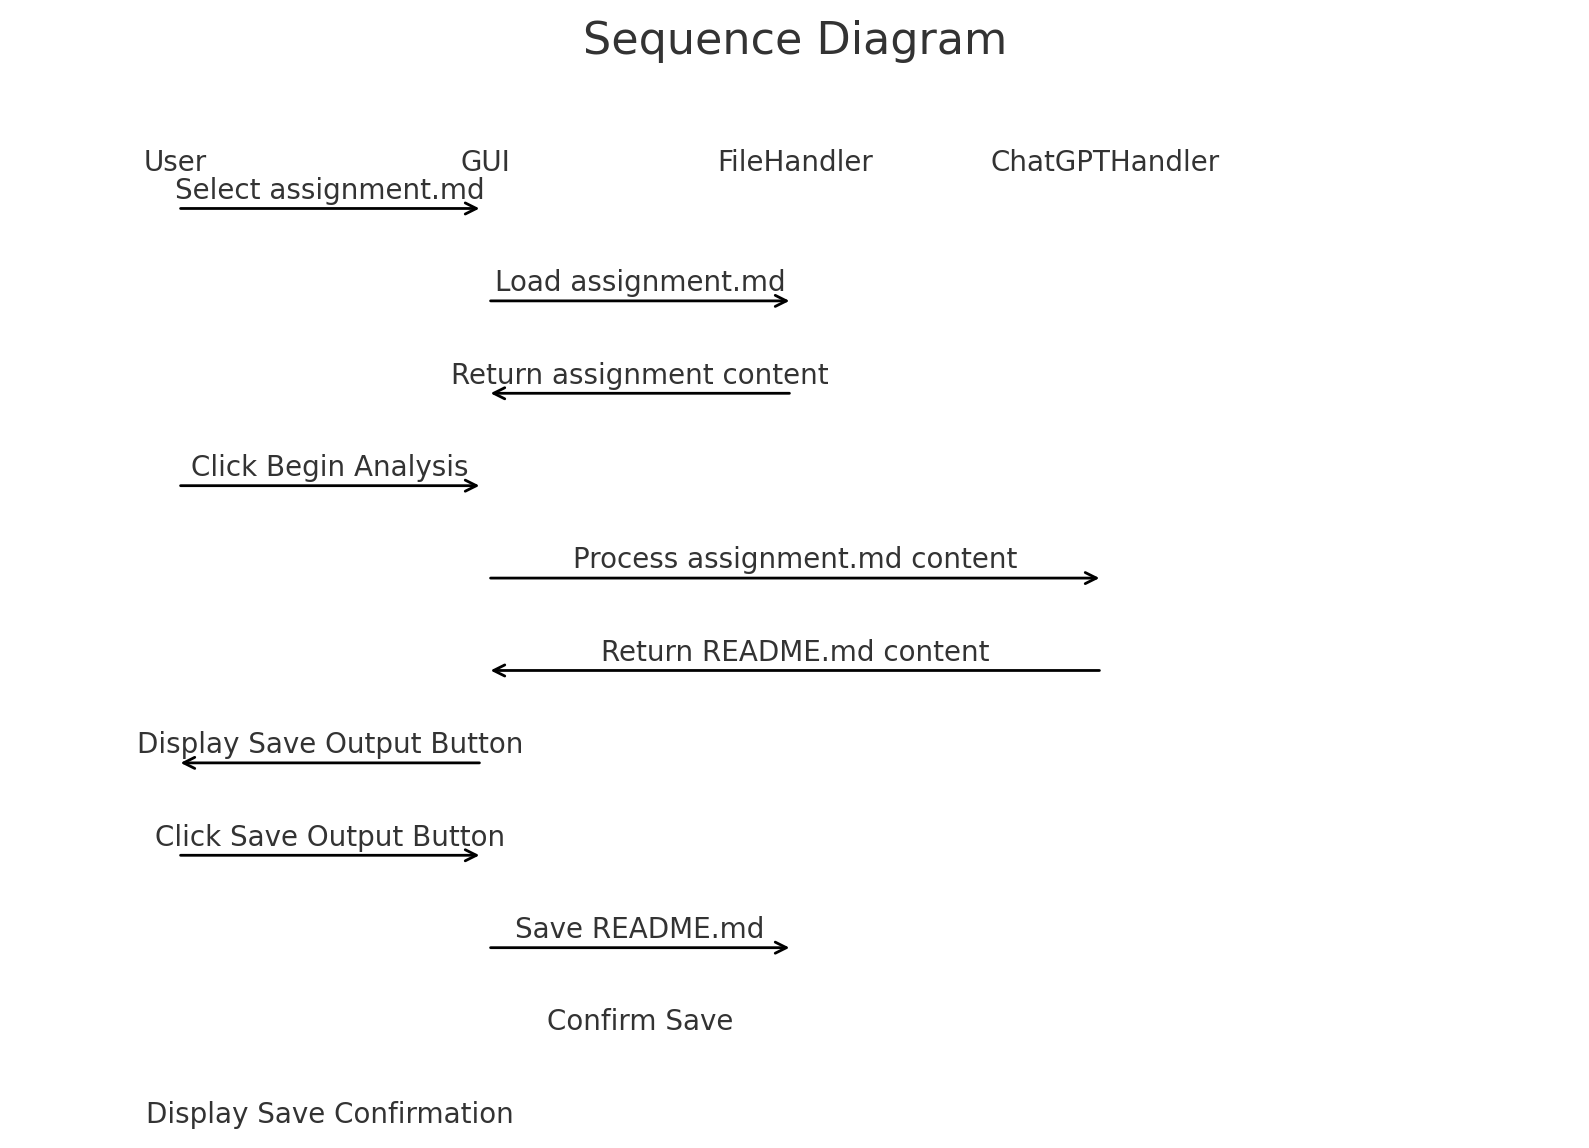 Sequence Diagram
User GUI FileHandler ChatGPTHandler
Select assignment.md
Load assignment.md
Return assignment content
Click Begin Analysis
Process assignment.md content
Return README.md content
Display Save Output Button
Click Save Output Button
Save README.md
Confirm Save
Display Save Confirmation